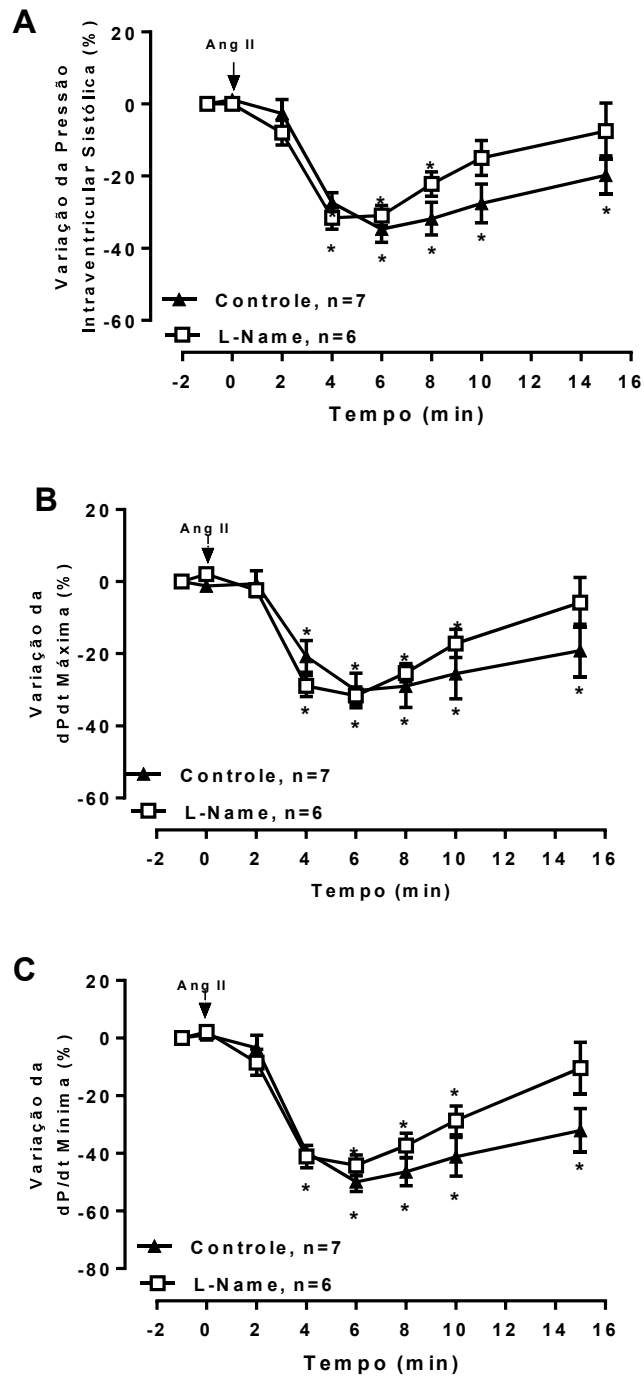 A
Ang II
Variação da Pressão
Intraventricular Sistólica (%)
20
0
-20
-40
-60
* * * * * * * *
Controle, n=7
L-Name, n=6
-2 0 2 4 6 8 10 12 14 16
Tempo (min)
B
Ang II
Variação da
dPdt Máxima (%)
20
0
-20
-40
-60
* * * * * * * * *
Controle, n=7
L-Name, n=6
-2 0 2 4 6 8 10 12 14 16
Tempo (min)
C
Ang II
Variação da
dP/dt Mínima (%)
20
0
-20
-40
-60
-80
* * * * * * * *
Controle, n=7
L-Name, n=6
-2 0 2 4 6 8 10 12 14 16
Tempo (min)